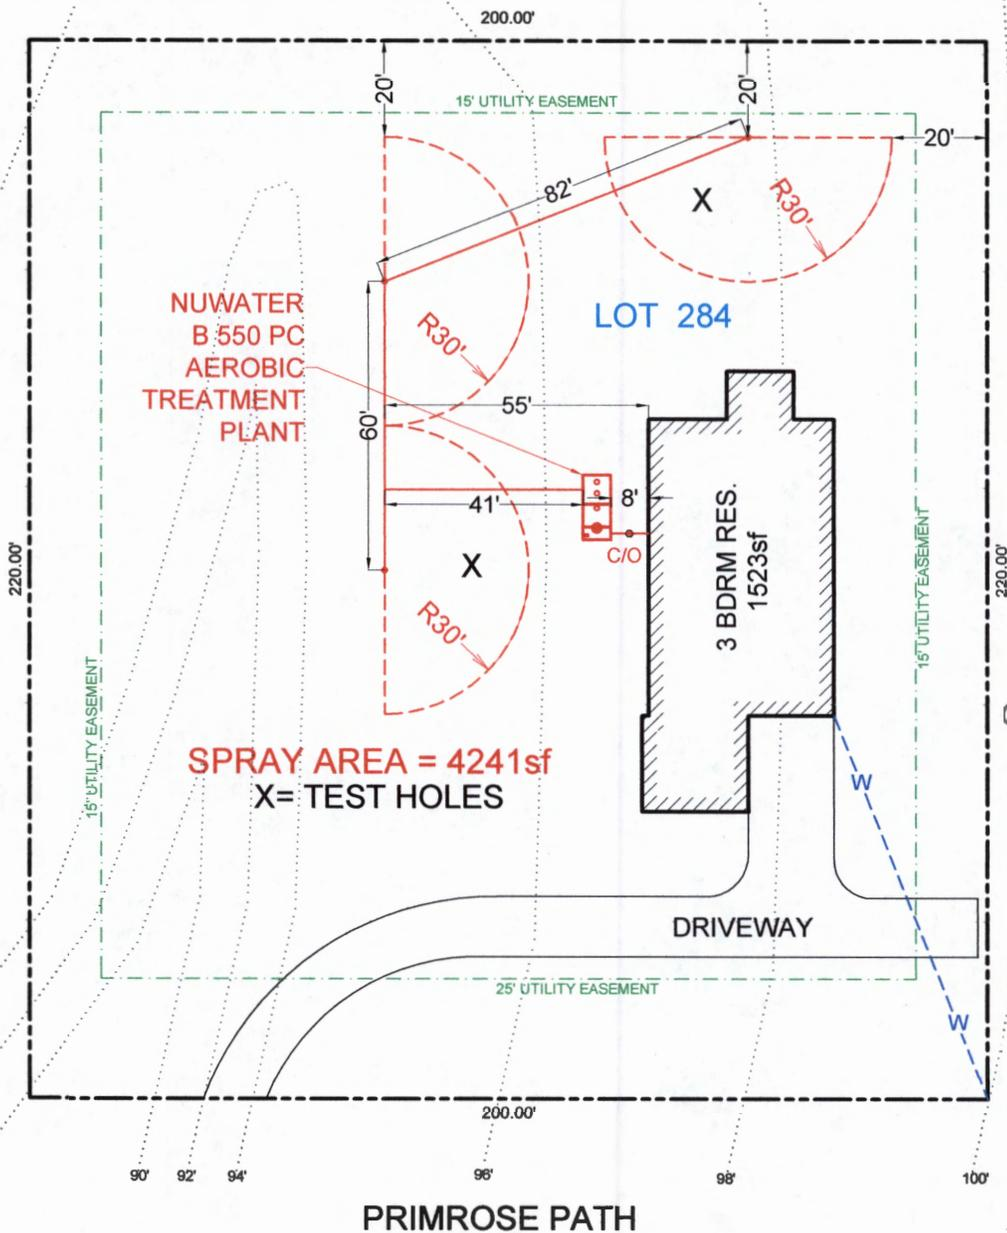 200.00'
20'
20'
15' UTILITY EASEMENT
20'
82'
X
R30'
NUWATER
B 550 PC
AEROBIC
TREATMENT
PLANT
LOT 284
R30'
55'
60'
41'
8'
C/O
3 BDRM RES.
1523sf
X
R30'
220.00'
220.00'
15' UTILITY EASEMENT
15' UTILITY EASEMENT
SPRAY AREA = 4241sf
X= TEST HOLES
W
DRIVEWAY
25' UTILITY EASEMENT
W
200.00'
90'
92'
94'
96'
98'
100'
PRIMROSE PATH